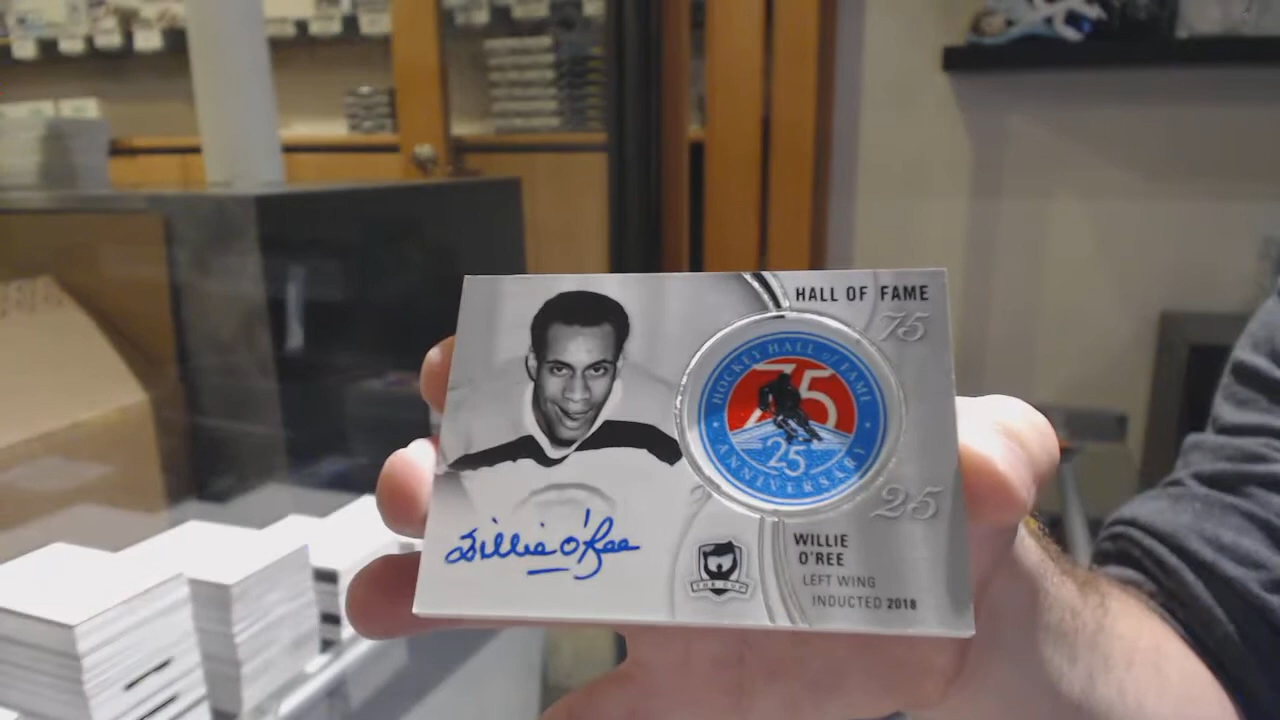 HALL OF FAME
75
HOCKEY HALL of FAME
75
25
ANNIVERSARY
25
Willie O'Ree
THE CUP
WILLIE
O'REE
LEFT WING
INDUCTED 2018